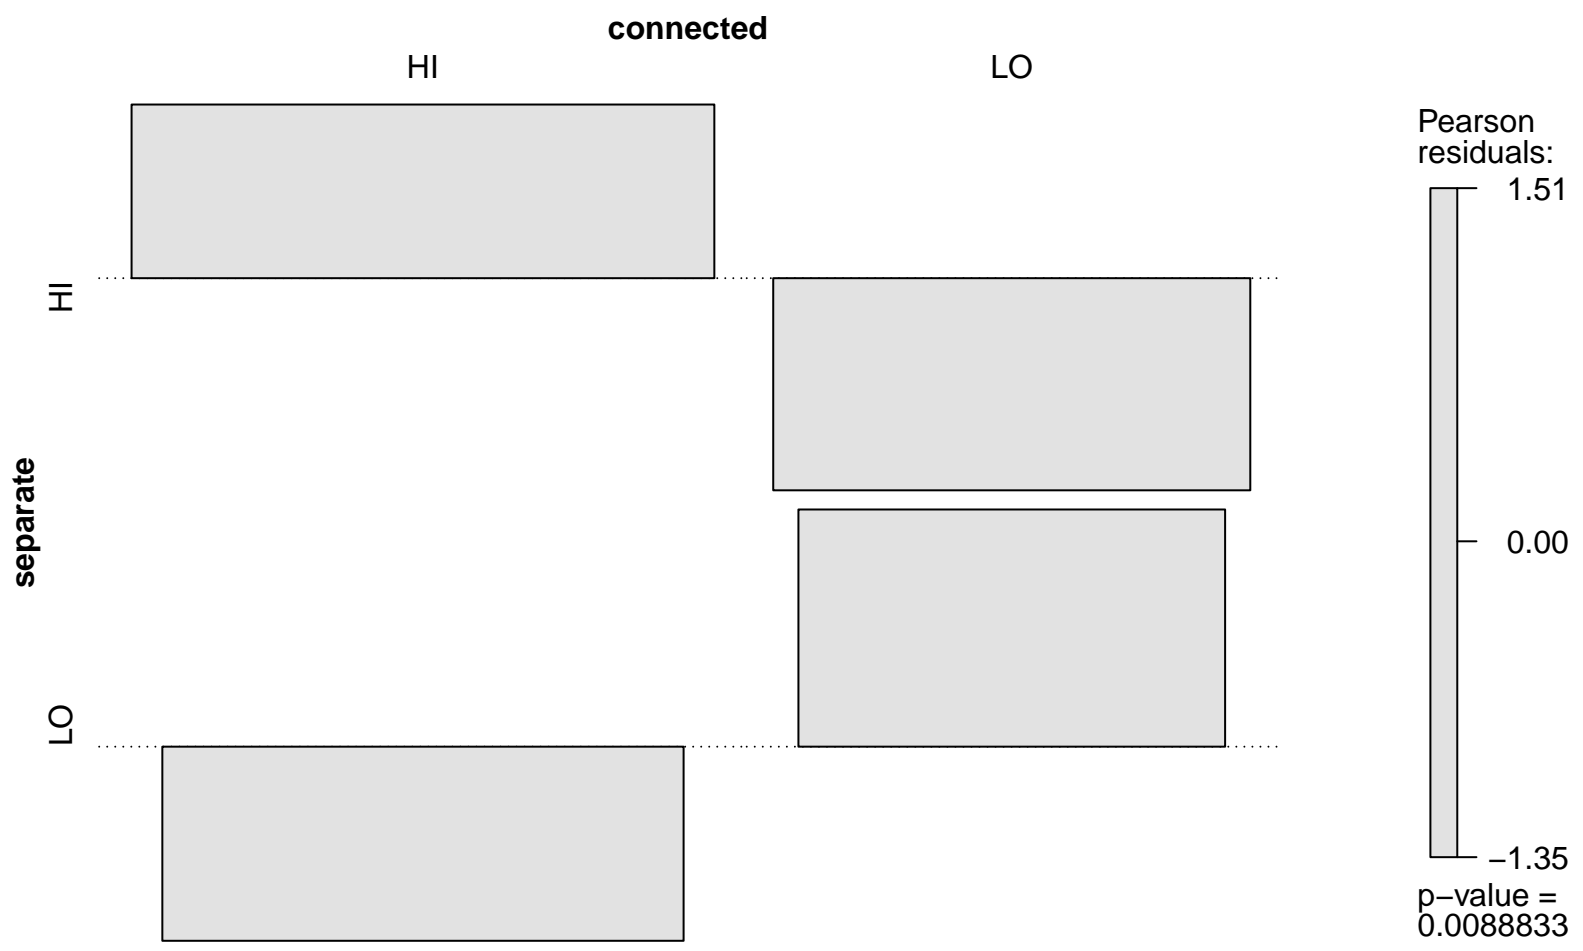 connected
HI LO
HI
separate
LO
Pearson
residuals:
1.51
0.00
−1.35
p−value =
0.0088833